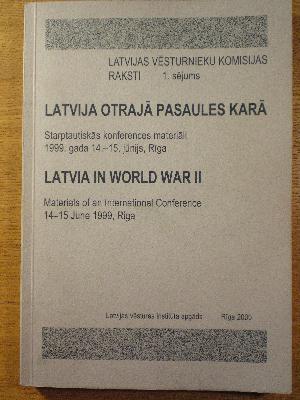 LATVIJAS VĒSTURNIEKU KOMISIJAS
RAKSTI 1. sējums
LATVIJA OTRAJĀ PASAULES KARĀ
Starptautiskās konferences materiāli
1999. gada 14.–15. jūnijs, Rīga
LATVIA IN WORLD WAR II
Materials of an International Conference
14–15 June 1999, Rīga
Latvijas vēstures institūta apgāds Rīga 2000